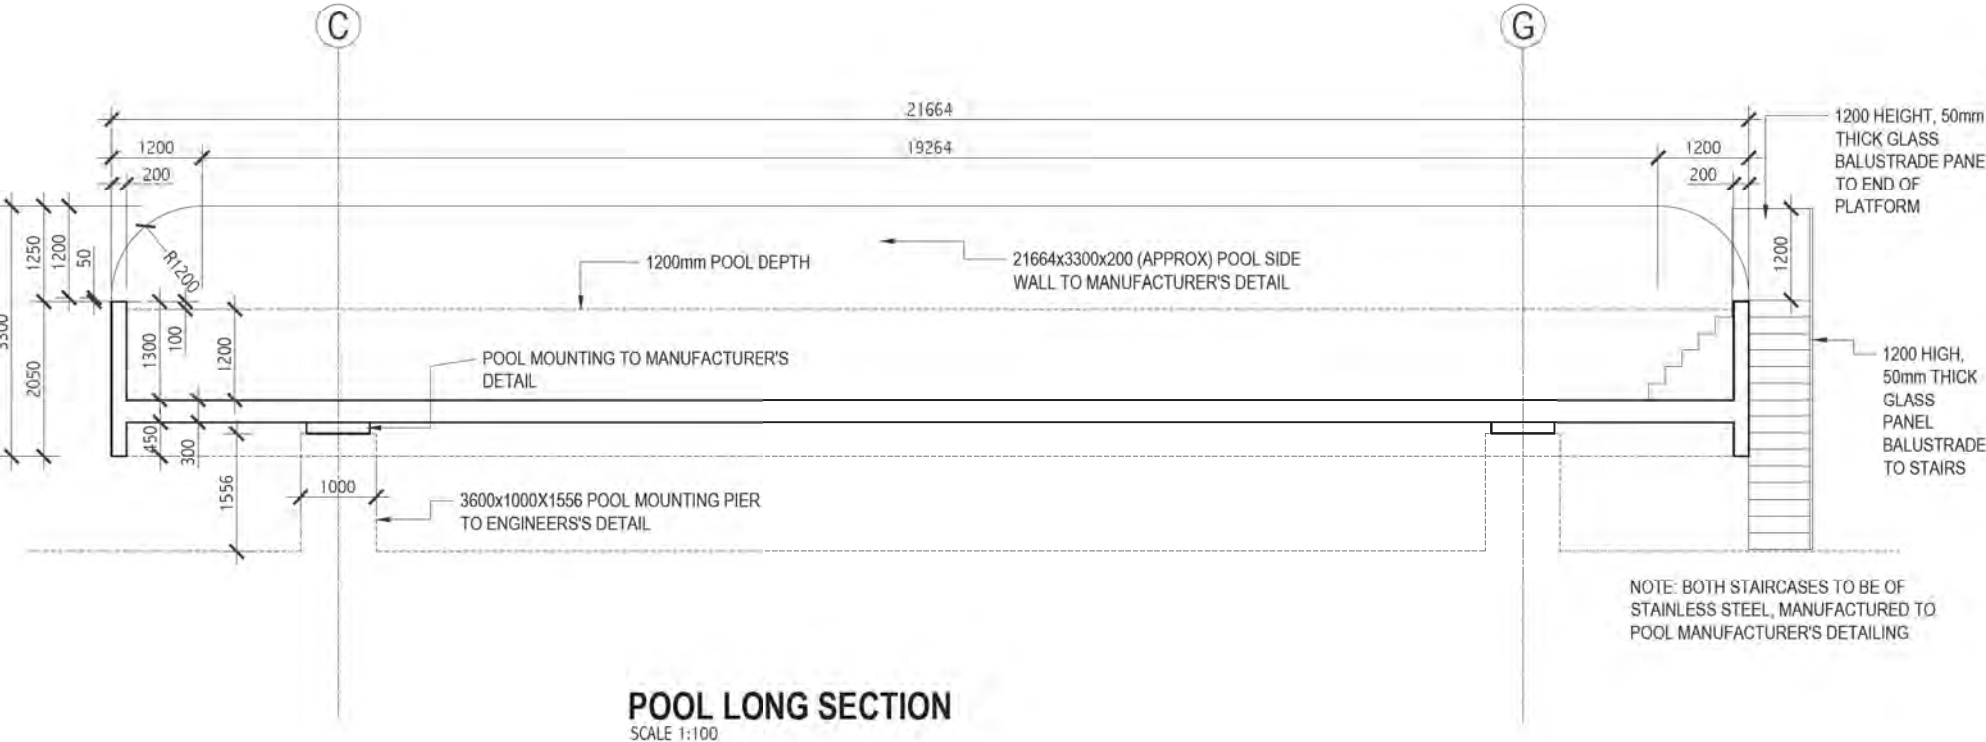 C
G
21664
1200
19264
1200
200
200
1200 HEIGHT, 50mm
THICK GLASS
BALUSTRADE PANE
TO END OF
PLATFORM
3300
1250
1200
50
R1200
1200mm POOL DEPTH
21664x3300x200 (APPROX) POOL SIDE
WALL TO MANUFACTURER'S DETAIL
1200
2050
1300
100
1200
POOL MOUNTING TO MANUFACTURER'S
DETAIL
1200 HIGH,
50mm THICK
GLASS
PANEL
BALUSTRADE
TO STAIRS
450
300
1556
1000
3600x1000X1556 POOL MOUNTING PIER
TO ENGINEERS'S DETAIL
NOTE: BOTH STAIRCASES TO BE OF
STAINLESS STEEL, MANUFACTURED TO
POOL MANUFACTURER'S DETAILING
POOL LONG SECTION
SCALE 1:100